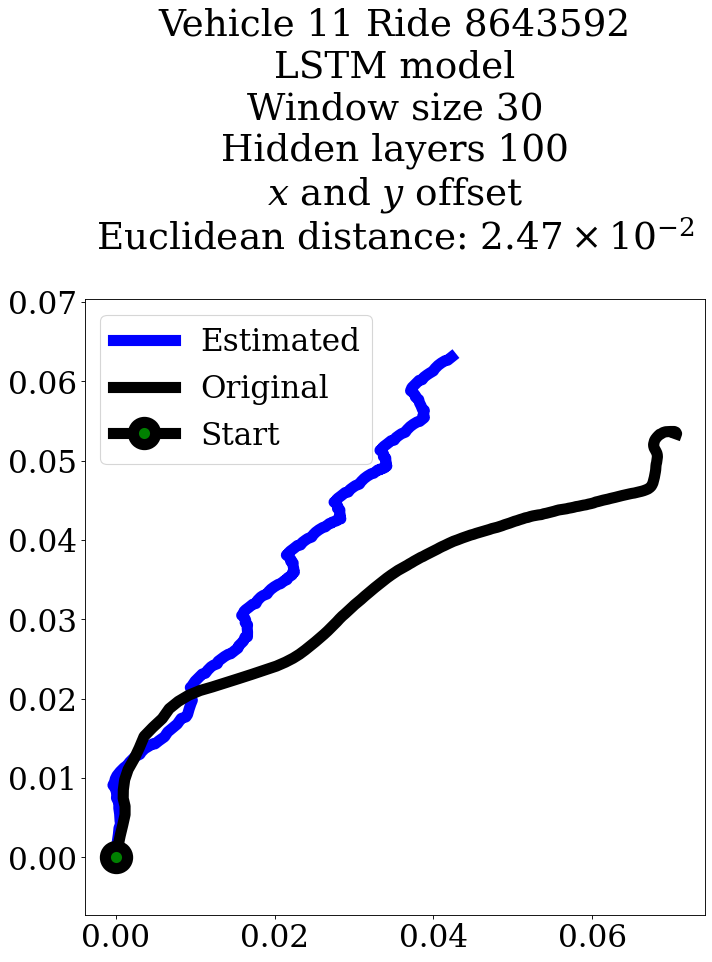 Vehicle 11 Ride 8643592
LSTM model
Window size 30
Hidden layers 100
x and y offset
Euclidean distance: 2.47 × 10⁻²
0.07
0.06
0.05
0.04
0.03
0.02
0.01
0.00
Estimated
Original
Start
0.00 0.02 0.04 0.06